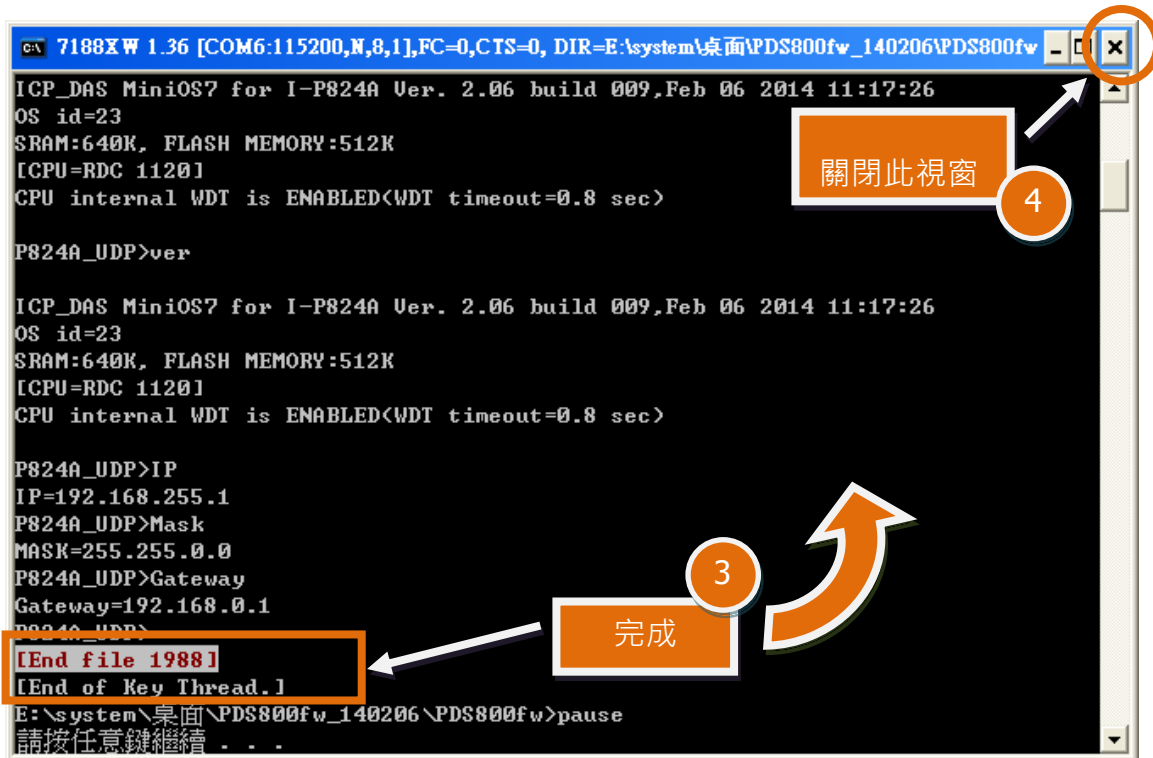 7188XW 1.36 [COM6:115200,N,8,1],FC=0,CTS=0, DIR=E:\system\桌面\PDS800fw_140206\PDS800fw
ICP_DAS MiniOS7 for I-P824A Ver. 2.06 build 009,Feb 06 2014 11:17:26
OS id=23
SRAM:640K, FLASH MEMORY:512K
[CPU=RDC 1120]
CPU internal WDT is ENABLED(WDT timeout=0.8 sec)
關閉此視窗
4
P824A_UDP>ver
ICP_DAS MiniOS7 for I-P824A Ver. 2.06 build 009,Feb 06 2014 11:17:26
OS id=23
SRAM:640K, FLASH MEMORY:512K
[CPU=RDC 1120]
CPU internal WDT is ENABLED(WDT timeout=0.8 sec)
P824A_UDP>IP
IP=192.168.255.1
P824A_UDP>Mask
MASK=255.255.0.0
P824A_UDP>Gateway
Gateway=192.168.0.1
P824A_UDP>
3
完成
[End file 1988]
[End of Key Thread.]
E:\system\桌面\PDS800fw_140206\PDS800fw>pause
請按任意鍵繼續 . . .